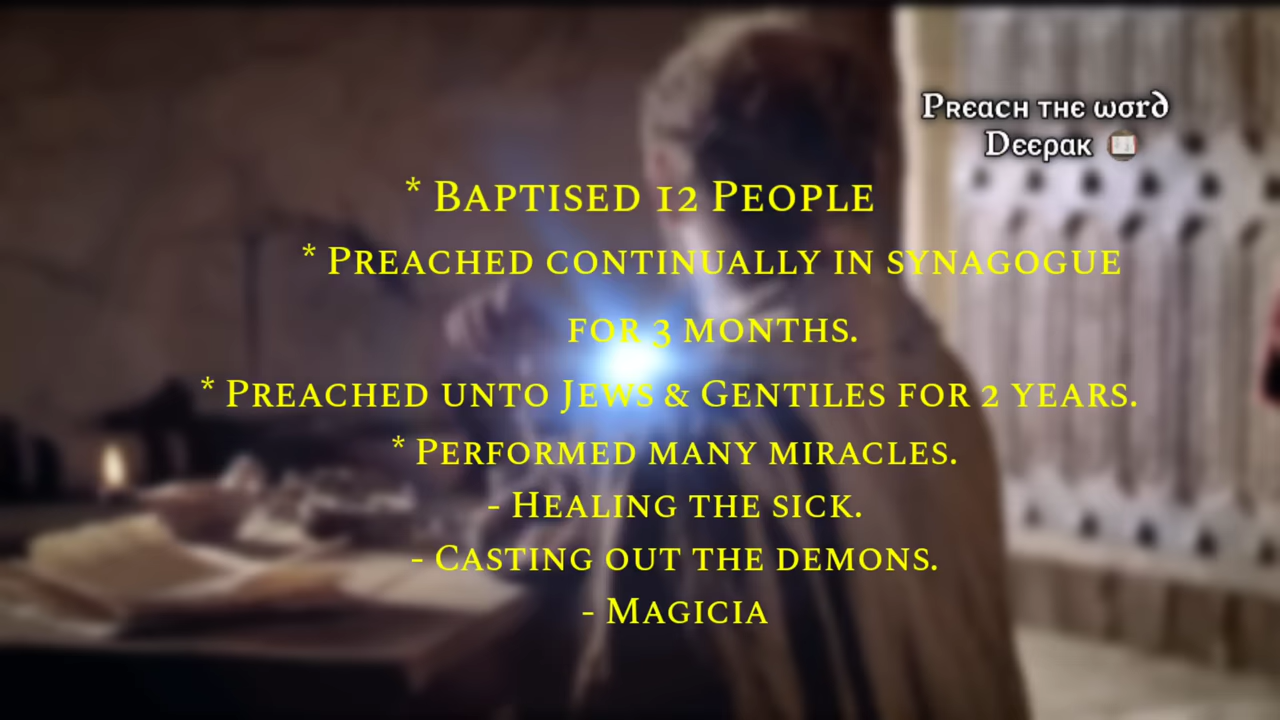 Preach the word
Deepak
* Baptised 12 People
* Preached continually in synagogue
for 3 months.
* Preached unto Jews & Gentiles for 2 years.
* Performed many miracles.
- Healing the sick.
- Casting out the demons.
- Magicia